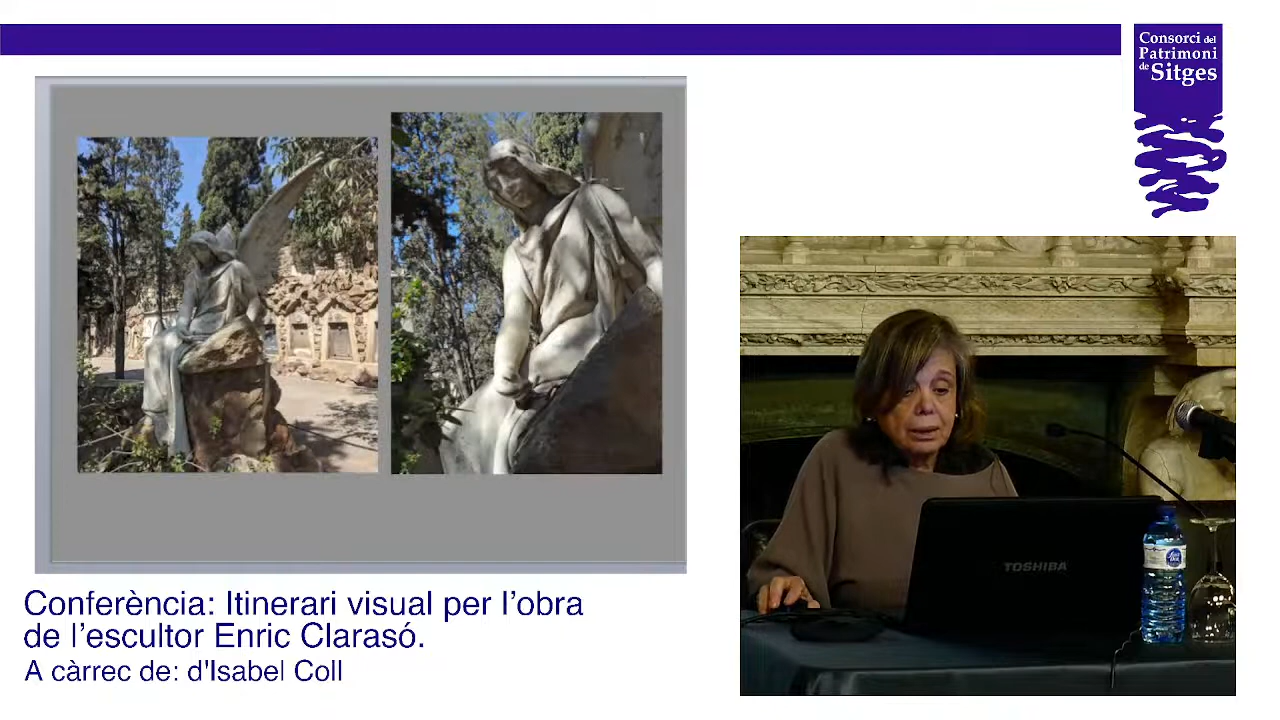 Consorci del
Patrimoni
de Sitges
TOSHIBA
Conferència: Itinerari visual per l'obra
de l'escultor Enric Clarasó.
A càrrec de: d'Isabel Coll